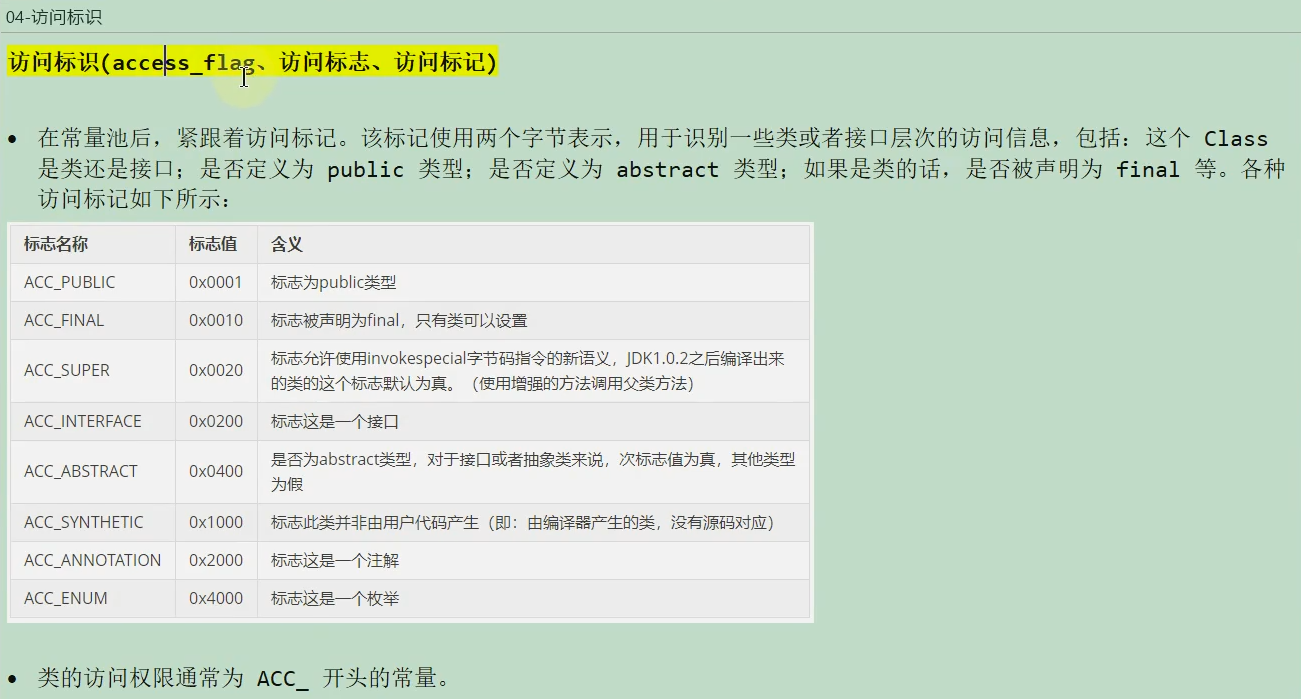 04-访问标识
访问标识(access_flag、访问标志、访问标记)
• 在常量池后，紧跟着访问标记。该标记使用两个字节表示，用于识别一些类或者接口层次的访问信息，包括：这个 Class
是类还是接口；是否定义为 public 类型；是否定义为 abstract 类型；如果是类的话，是否被声明为 final 等。各种
访问标记如下所示：
标志名称 标志值 含义
ACC_PUBLIC 0x0001 标志为public类型
ACC_FINAL 0x0010 标志被声明为final，只有类可以设置
ACC_SUPER 0x0020 标志允许使用invokespecial字节码指令的新语义，JDK1.0.2之后编译出来
的类的这个标志默认为真。（使用增强的方法调用父类方法）
ACC_INTERFACE 0x0200 标志这是一个接口
ACC_ABSTRACT 0x0400 是否为abstract类型，对于接口或者抽象类来说，次标志值为真，其他类型
为假
ACC_SYNTHETIC 0x1000 标志此类并非由用户代码产生（即：由编译器产生的类，没有源码对应）
ACC_ANNOTATION 0x2000 标志这是一个注解
ACC_ENUM 0x4000 标志这是一个枚举
• 类的访问权限通常为 ACC_ 开头的常量。